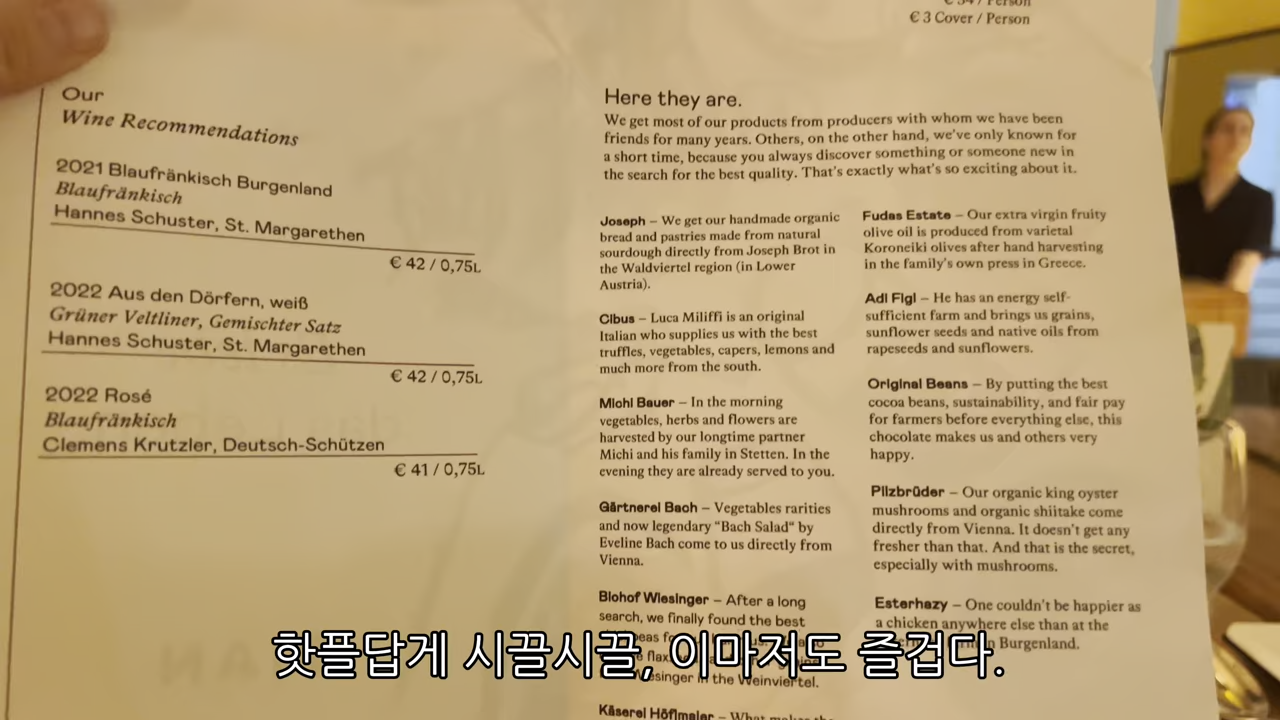 € 3 Cover / Person
Our
Wine Recommendations
2021 Blaufränkisch Burgenland
Blaufränkisch
Hannes Schuster, St. Margarethen
€ 42 / 0,75L
2022 Aus den Dörfern, weiß
Grüner Veltliner, Gemischter Satz
Hannes Schuster, St. Margarethen
€ 42 / 0,75L
2022 Rosé
Blaufränkisch
Clemens Krutzler, Deutsch-Schützen
€ 41 / 0,75L
Here they are.
We get most of our products from producers with whom we have been
friends for many years. Others, on the other hand, we've only known for
a short time, because you always discover something or someone new in
the search for the best quality. That's exactly what's so exciting about it.
Joseph – We get our handmade organic
bread and pastries made from natural
sourdough directly from Joseph Brot in
the Waldviertel region (in Lower
Austria).
Cibus – Luca Miliffi is an original
Italian who supplies us with the best
truffles, vegetables, capers, lemons and
much more from the south.
Michi Bauer – In the morning
vegetables, herbs and flowers are
harvested by our longtime partner
Michi and his family in Stetten. In the
evening they are already served to you.
Gärtnerei Bach – Vegetables rarities
and now legendary "Bach Salad" by
Eveline Bach come to us directly from
Vienna.
Biohof Wiesinger – After a long
search, we finally found the best
the Weinviertel.
Käserei Höflmaier – What makes the
Fudas Estate – Our extra virgin fruity
olive oil is produced from varietal
Koroneiki olives after hand harvesting
in the family's own press in Greece.
Adi Figl – He has an energy self-
sufficient farm and brings us grains,
sunflower seeds and native oils from
rapeseeds and sunflowers.
Original Beans – By putting the best
cocoa beans, sustainability, and fair pay
for farmers before everything else, this
chocolate makes us and others very
happy.
Pilzbrüder – Our organic king oyster
mushrooms and organic shiitake come
directly from Vienna. It doesn't get any
fresher than that. And that is the secret,
especially with mushrooms.
Esterhazy – One couldn't be happier as
a chicken anywhere else than at the
Burgenland.
핫플답게 시끌시끌, 이마저도 즐겁다.